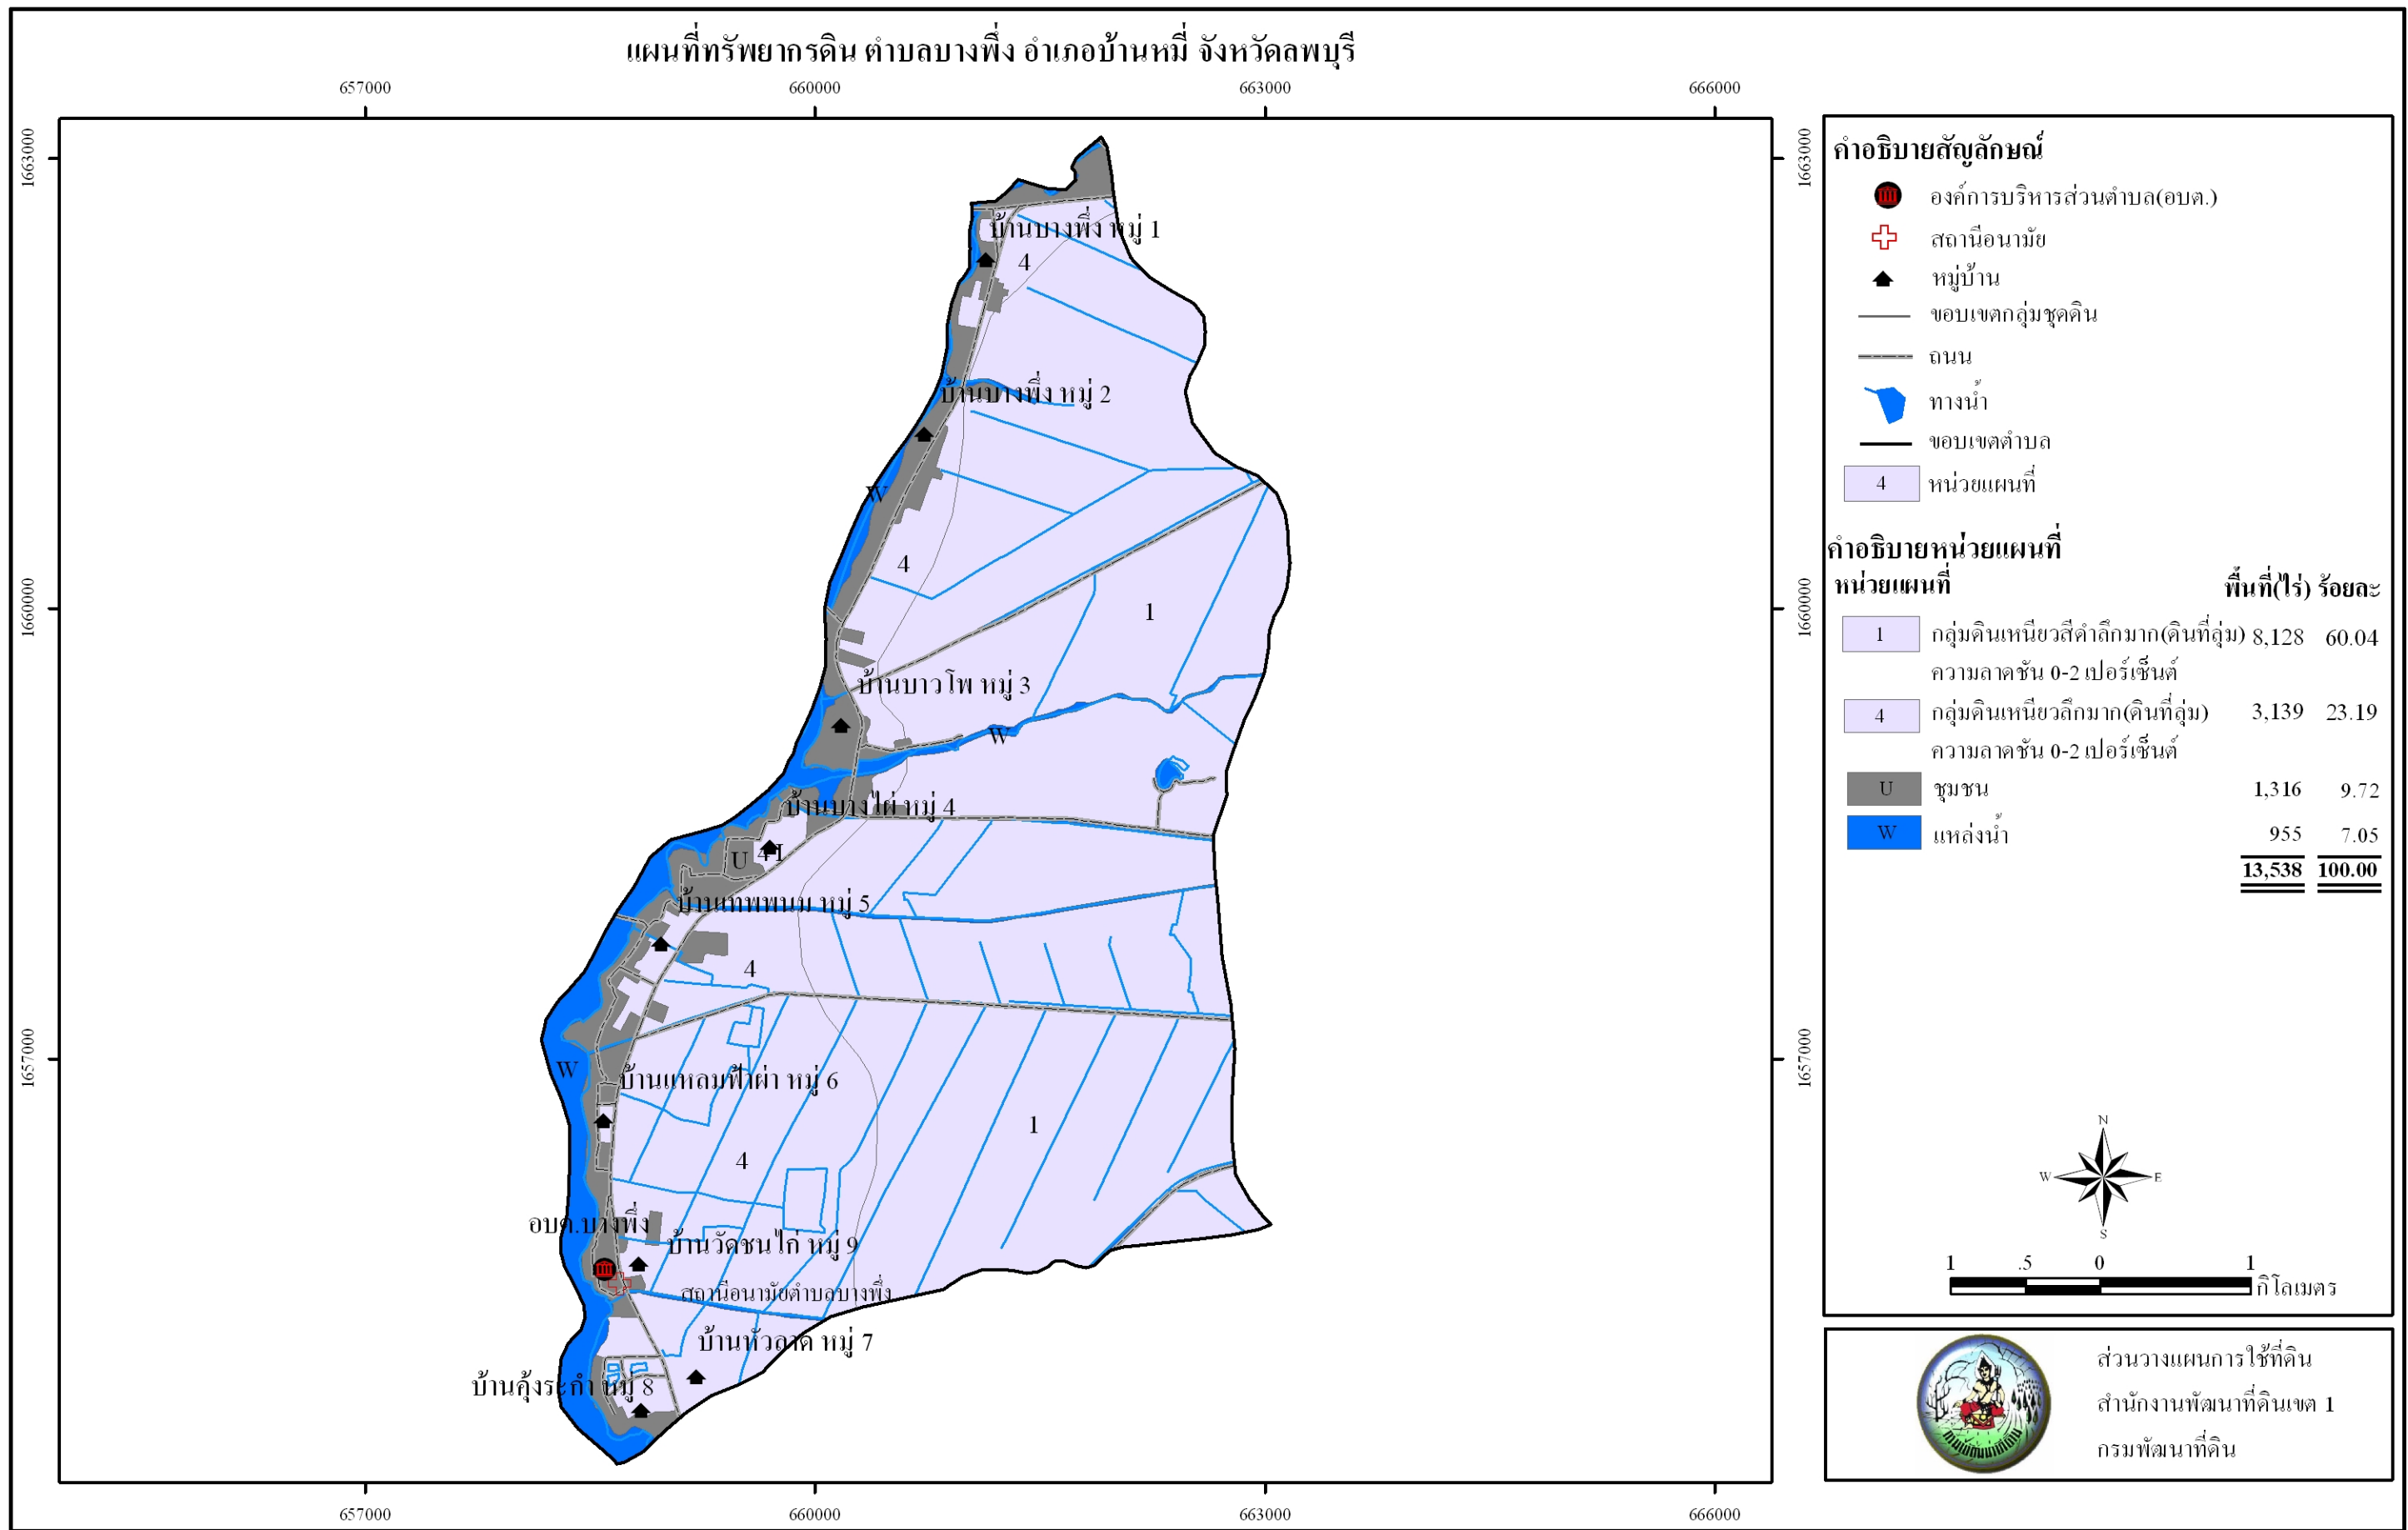 แผนที่ทรัพยากรดิน ตำบลบางพึ่ง อำเภอบ้านหมี่ จังหวัดลพบุรี
657000 660000 663000 666000
1663000 1663000
บ้านบางพึ่ง หมู่ 1
4
บ้านบางพึ่ง หมู่ 2
W
4
1660000 1660000
1
บ้านบาวโพ หมู่ 3
W
บ้านบางไผ่ หมู่ 4
U 4I
บ้านเทพพนม หมู่ 5
4
1657000 1657000
W
บ้านแหลมฟ้าผ่า หมู่ 6
1
4
อบต.บางพึ่ง
บ้านวัดชนไก่ หมู่ 9
สถานีอนามัยตำบลบางพึ่ง
บ้านหัวลาด หมู่ 7
บ้านคุ้งระกำ หมู่ 8
657000 660000 663000 666000
คำอธิบายสัญลักษณ์
องค์การบริหารส่วนตำบล(อบต.)
สถานีอนามัย
หมู่บ้าน
ขอบเขตกลุ่มชุดดิน
ถนน
ทางน้ำ
ขอบเขตตำบล
4 หน่วยแผนที่
คำอธิบายหน่วยแผนที่
หน่วยแผนที่ พื้นที่(ไร่) ร้อยละ
1 กลุ่มดินเหนียวสีดำลึกมาก(ดินที่ลุ่ม) 8,128 60.04
ความลาดชัน 0-2 เปอร์เซ็นต์
4 กลุ่มดินเหนียวลึกมาก(ดินที่ลุ่ม) 3,139 23.19
ความลาดชัน 0-2 เปอร์เซ็นต์
U ชุมชน 1,316 9.72
W แหล่งน้ำ 955 7.05
13,538 100.00
N
W E
S
1 .5 0 1
กิโลเมตร
ส่วนวางแผนการใช้ที่ดิน
สำนักงานพัฒนาที่ดินเขต 1
กรมพัฒนาที่ดิน
กรมพัฒนาที่ดิน